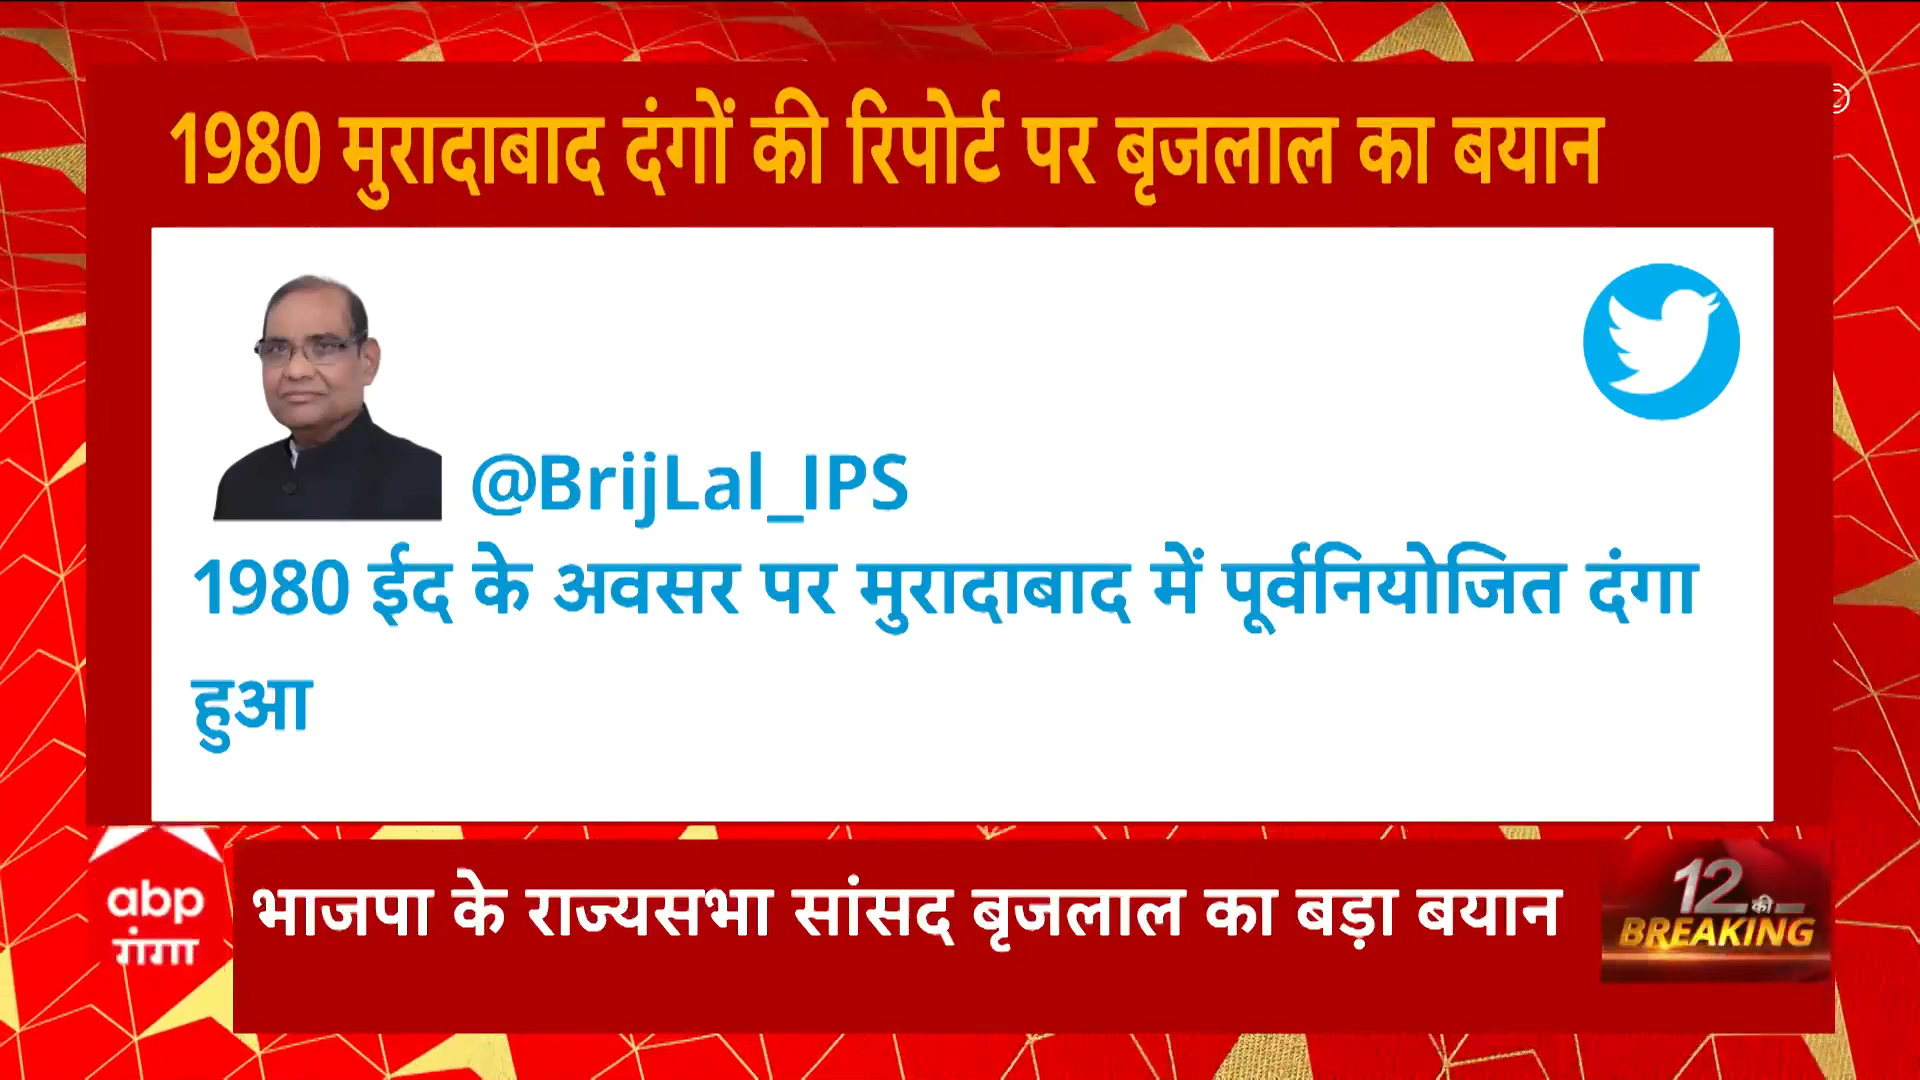 1980 मुरादाबाद दंगों की रिपोर्ट पर बृजलाल का बयान
@BrijLal_IPS
1980 ईद के अवसर पर मुरादाबाद में पूर्वनियोजित दंगा
हुआ
abp
गंगा
भाजपा के राज्यसभा सांसद बृजलाल का बड़ा बयान
12 की
BREAKING